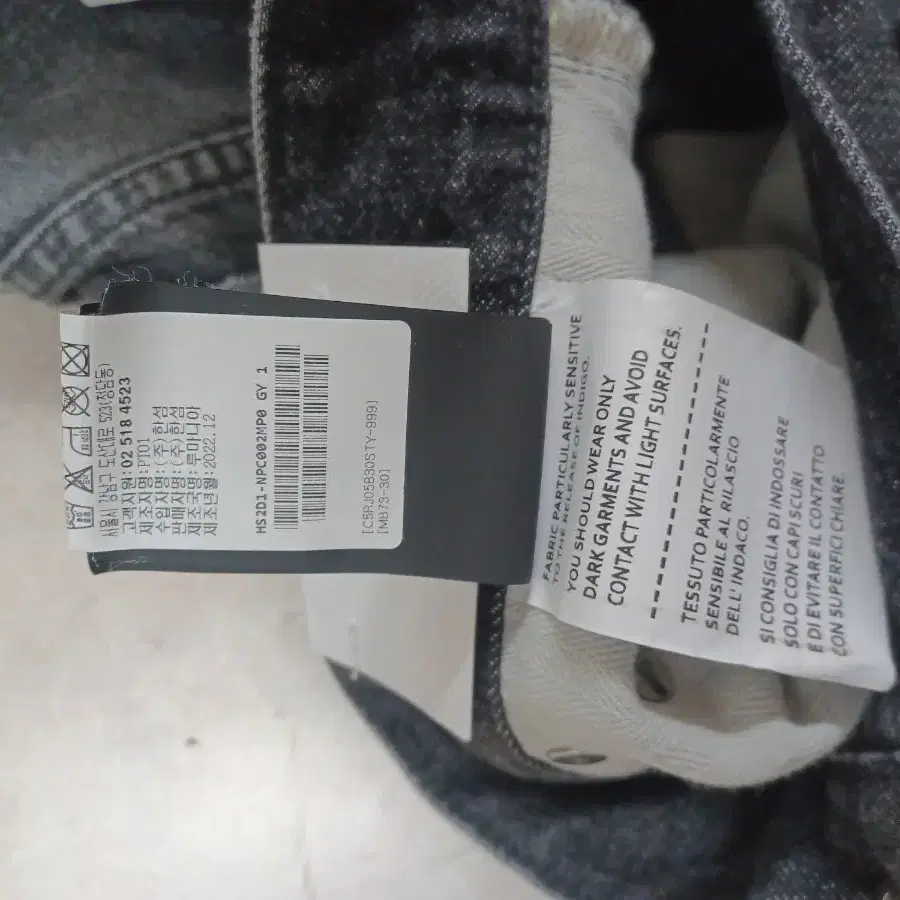 서울시 강남구 도산대로 523(청담동)
고객지원: 02 518 4523
제조자명: PT01
수입자명: (주)한섬
판매자명: (주)한섬
제조국명: 루마니아
제조년월: 2022.12
HS2D1-NPC002MP0 GY 1
[C5RJ05B30STY-999]
[MB73-30]
FABRIC PARTICULARLY SENSITIVE
TO THE RELEASE OF INDIGO.
YOU SHOULD WEAR ONLY
DARK GARMENTS AND AVOID
CONTACT WITH LIGHT SURFACES.
TESSUTO PARTICOLARMENTE
SENSIBILE AL RILASCIO
DELL'INDACO.
SI CONSIGLIA DI INDOSSARE
SOLO CON CAPI SCURI
E DI EVITARE IL CONTATTO
CON SUPERFICI CHIARE.